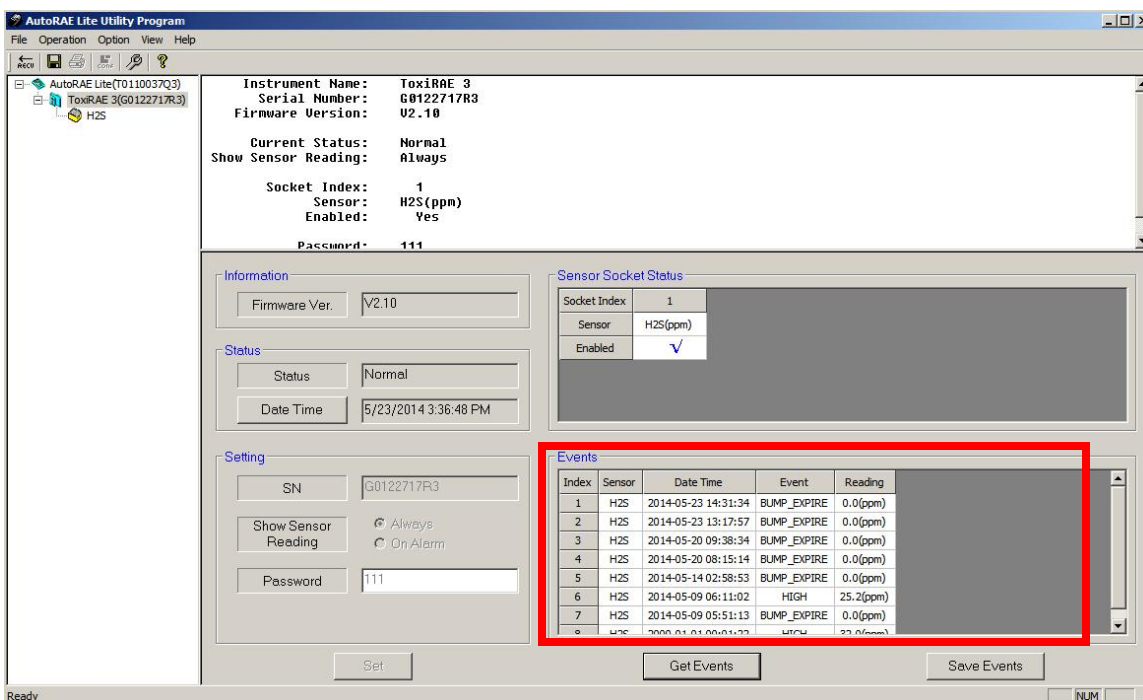 AutoRAE Lite Utility Program
File Operation Option View Help
RECV CONF
AutoRAE Lite(T0110037Q3)
ToxiRAE 3(G0122717R3)
H2S
Instrument Name: ToxiRAE 3
Serial Number: G0122717R3
Firmware Version: V2.10
Current Status: Normal
Show Sensor Reading: Always
Socket Index: 1
Sensor: H2S(ppm)
Enabled: Yes
Password: 111
Information
Firmware Ver. V2.10
Status
Status Normal
Date Time 5/23/2014 3:36:48 PM
Setting
SN G0122717R3
Show Sensor Reading
Always
On Alarm
Password 111
Set
Sensor Socket Status
Socket Index 1
Sensor H2S(ppm)
Enabled √
Events
Index Sensor Date Time Event Reading
1 H2S 2014-05-23 14:31:34 BUMP_EXPIRE 0.0(ppm)
2 H2S 2014-05-23 13:17:57 BUMP_EXPIRE 0.0(ppm)
3 H2S 2014-05-20 09:38:34 BUMP_EXPIRE 0.0(ppm)
4 H2S 2014-05-20 08:15:14 BUMP_EXPIRE 0.0(ppm)
5 H2S 2014-05-14 02:58:53 BUMP_EXPIRE 0.0(ppm)
6 H2S 2014-05-09 06:11:02 HIGH 25.2(ppm)
7 H2S 2014-05-09 05:51:13 BUMP_EXPIRE 0.0(ppm)
8 H2S HIGH
Get Events Save Events
Ready NUM